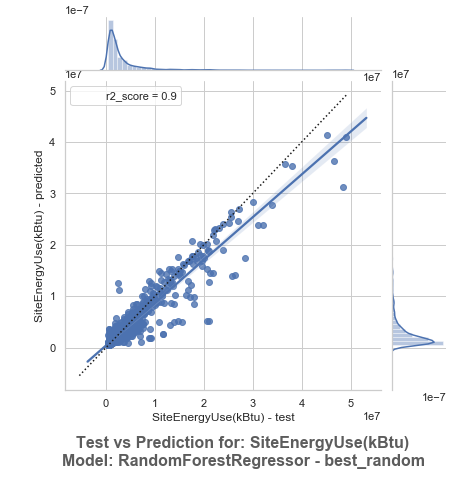 1e−7
1e7
1e7
1e7
r2_score = 0.9
5
4
3
2
1
0
SiteEnergyUse(kBtu) - predicted
0
1
2
3
4
5
SiteEnergyUse(kBtu) - test
1e7
1e−7
Test vs Prediction for: SiteEnergyUse(kBtu)
Model: RandomForestRegressor - best_random